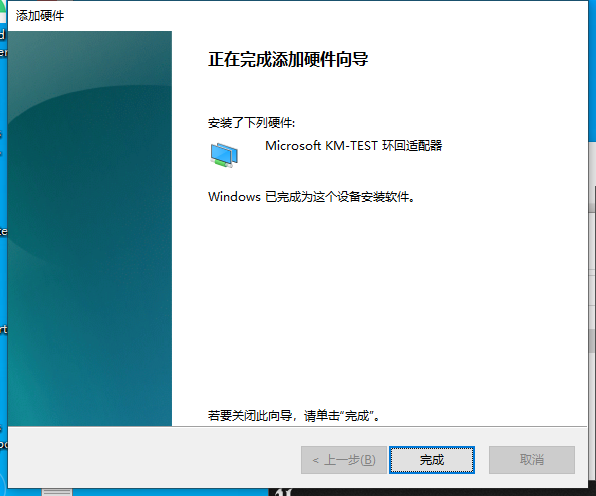 添加硬件
正在完成添加硬件向导
安装了下列硬件:
Microsoft KM-TEST 环回适配器
Windows 已完成为这个设备安装软件。
若要关闭此向导，请单击“完成”。
< 上一步(B)
完成
取消